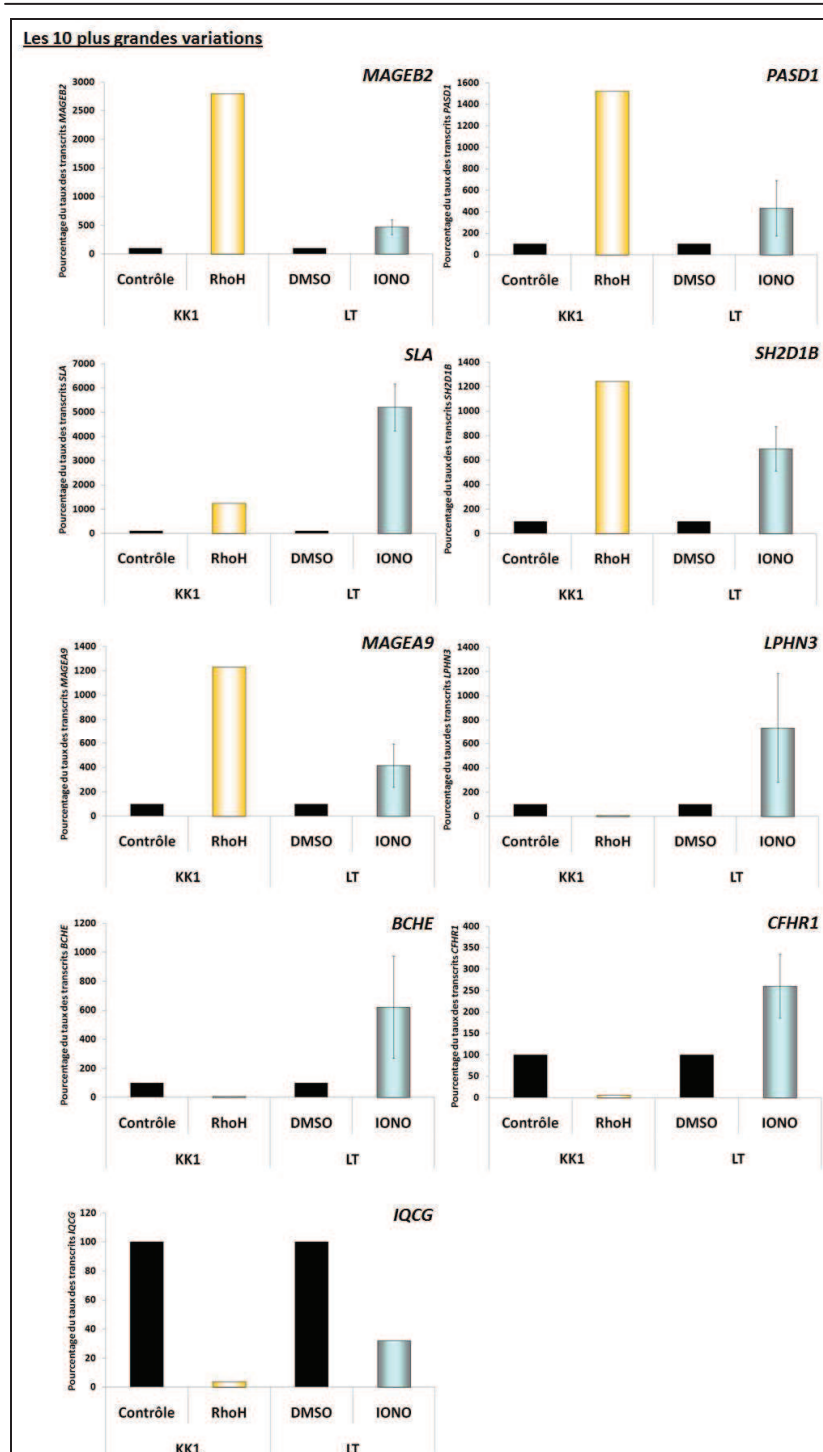 Les 10 plus grandes variations
MAGEB2
Pourcentage du taux des transcrits MAGEB2
3000
2500
2000
1500
1000
500
0
Contrôle RhoH DMSO IONO
KK1 LT
PASD1
Pourcentage du taux des transcrits PASD1
1600
1400
1200
1000
800
600
400
200
0
Contrôle RhoH DMSO IONO
KK1 LT
SLA
Pourcentage du taux des transcrits SLA
7000
6000
5000
4000
3000
2000
1000
0
Contrôle RhoH DMSO IONO
KK1 LT
SH2D1B
Pourcentage du taux des transcrits SH2D1B
1400
1200
1000
800
600
400
200
0
Contrôle RhoH DMSO IONO
KK1 LT
MAGEA9
Pourcentage du taux des transcrits MAGEA9
1400
1200
1000
800
600
400
200
0
Contrôle RhoH DMSO IONO
KK1 LT
LPHN3
Pourcentage du taux des transcrits LPHN3
1400
1200
1000
800
600
400
200
0
Contrôle RhoH DMSO IONO
KK1 LT
BCHE
Pourcentage du taux des transcrits BCHE
1200
1000
800
600
400
200
0
Contrôle RhoH DMSO IONO
KK1 LT
CFHR1
Pourcentage du taux des transcrits CFHR1
400
350
300
250
200
150
100
50
0
Contrôle RhoH DMSO IONO
KK1 LT
IQCG
Pourcentage du taux des transcrits IQCG
120
100
80
60
40
20
0
Contrôle RhoH DMSO IONO
KK1 LT